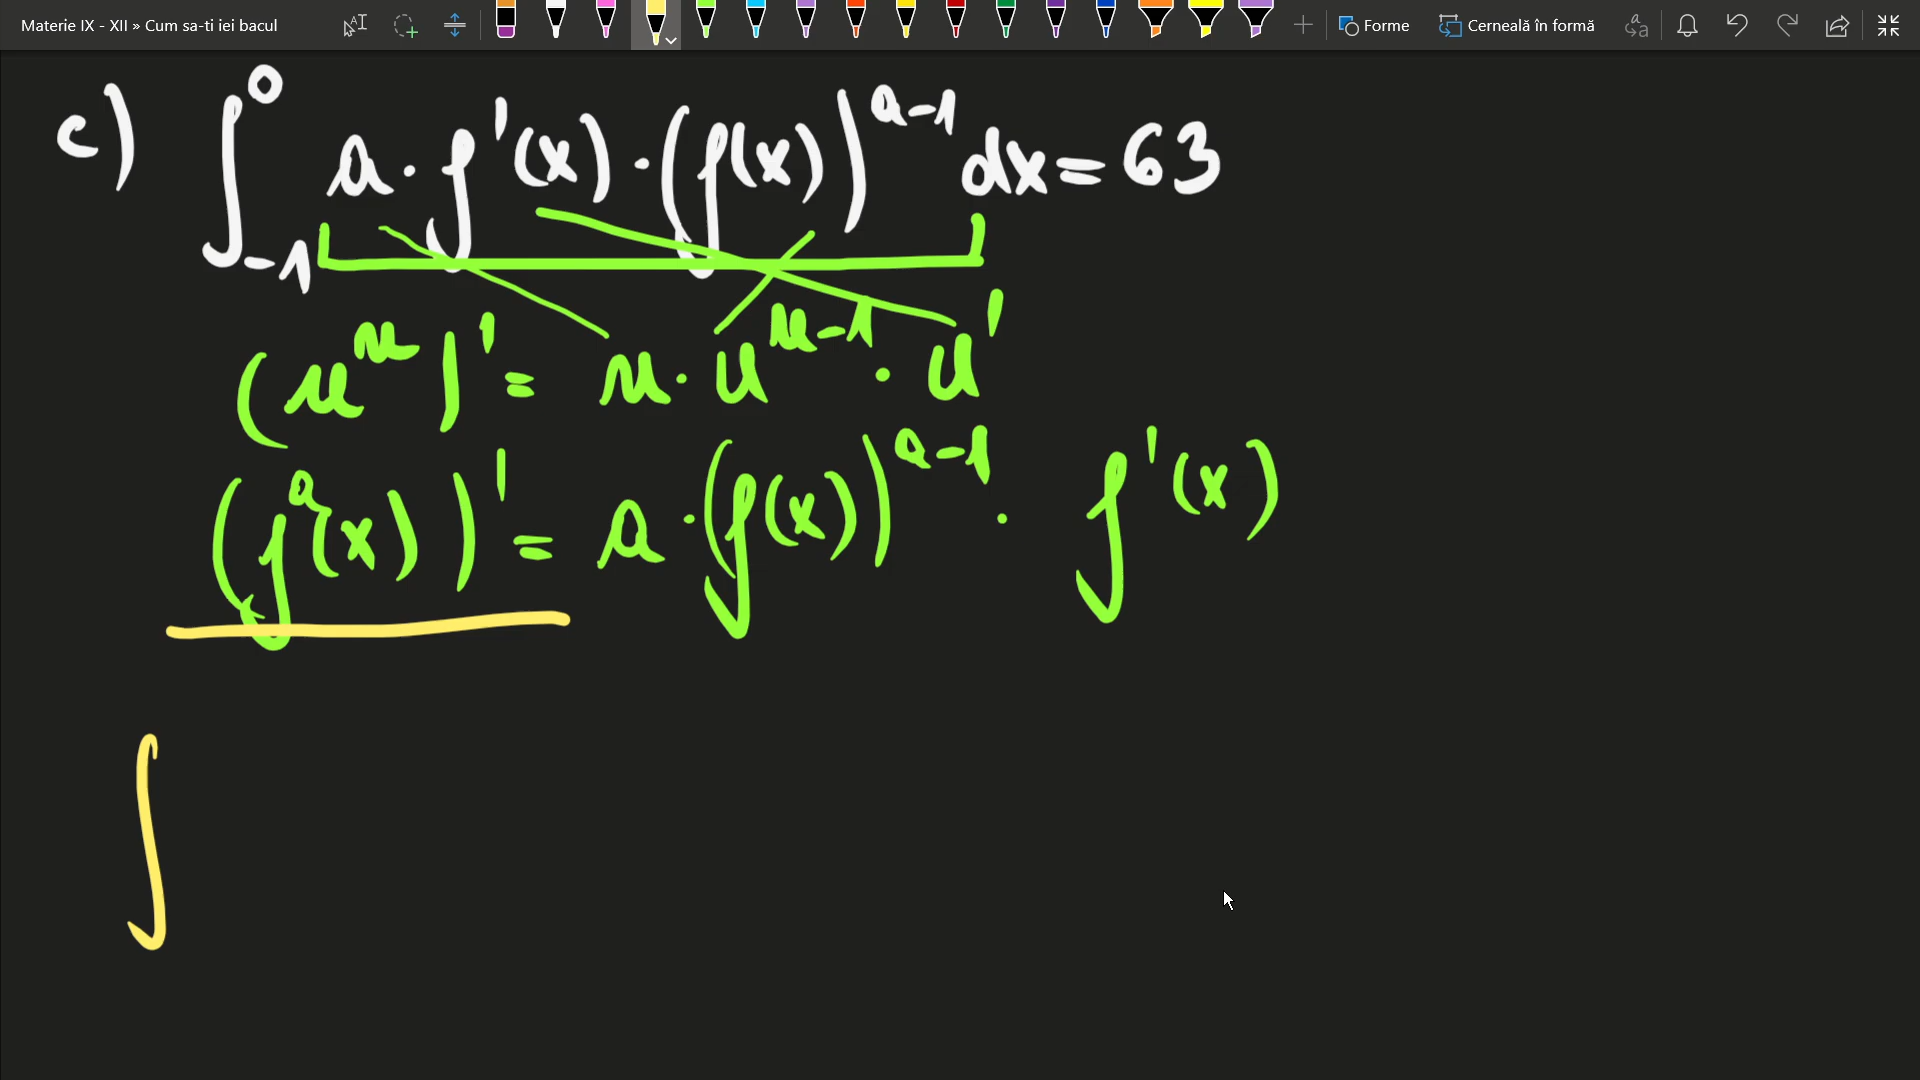 Materie IX - XII » Cum sa-ti iei bacul
Forme
Cerneală în formă
c) ∫₋₁⁰ a · f'(x) · (f(x))^(a-1) dx = 63
(u^n)' = n · u^(n-1) · u'
(f^a(x))' = a · (f(x))^(a-1) · f'(x)
∫